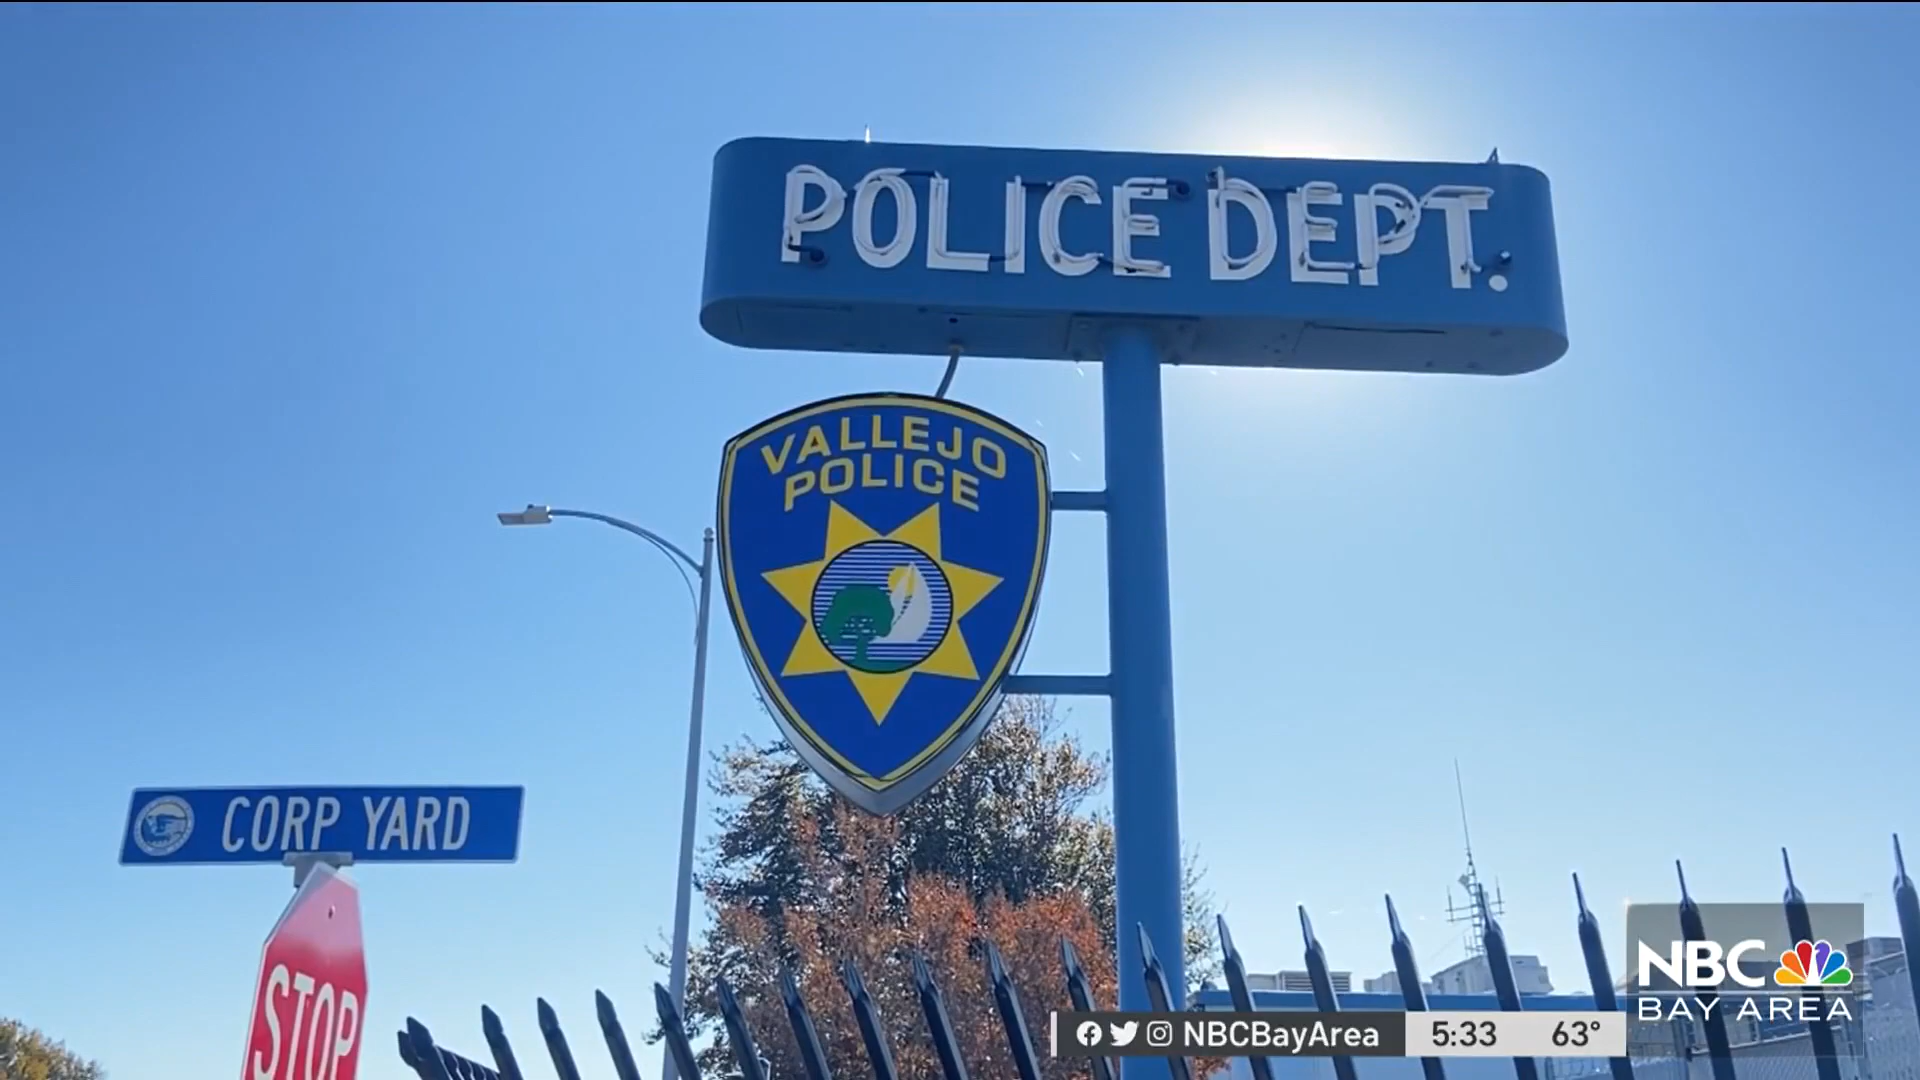 POLICE DEPT.
VALLEJO
POLICE
CORP YARD
STOP
NBC
BAY AREA
NBCBayArea 5:33 63°